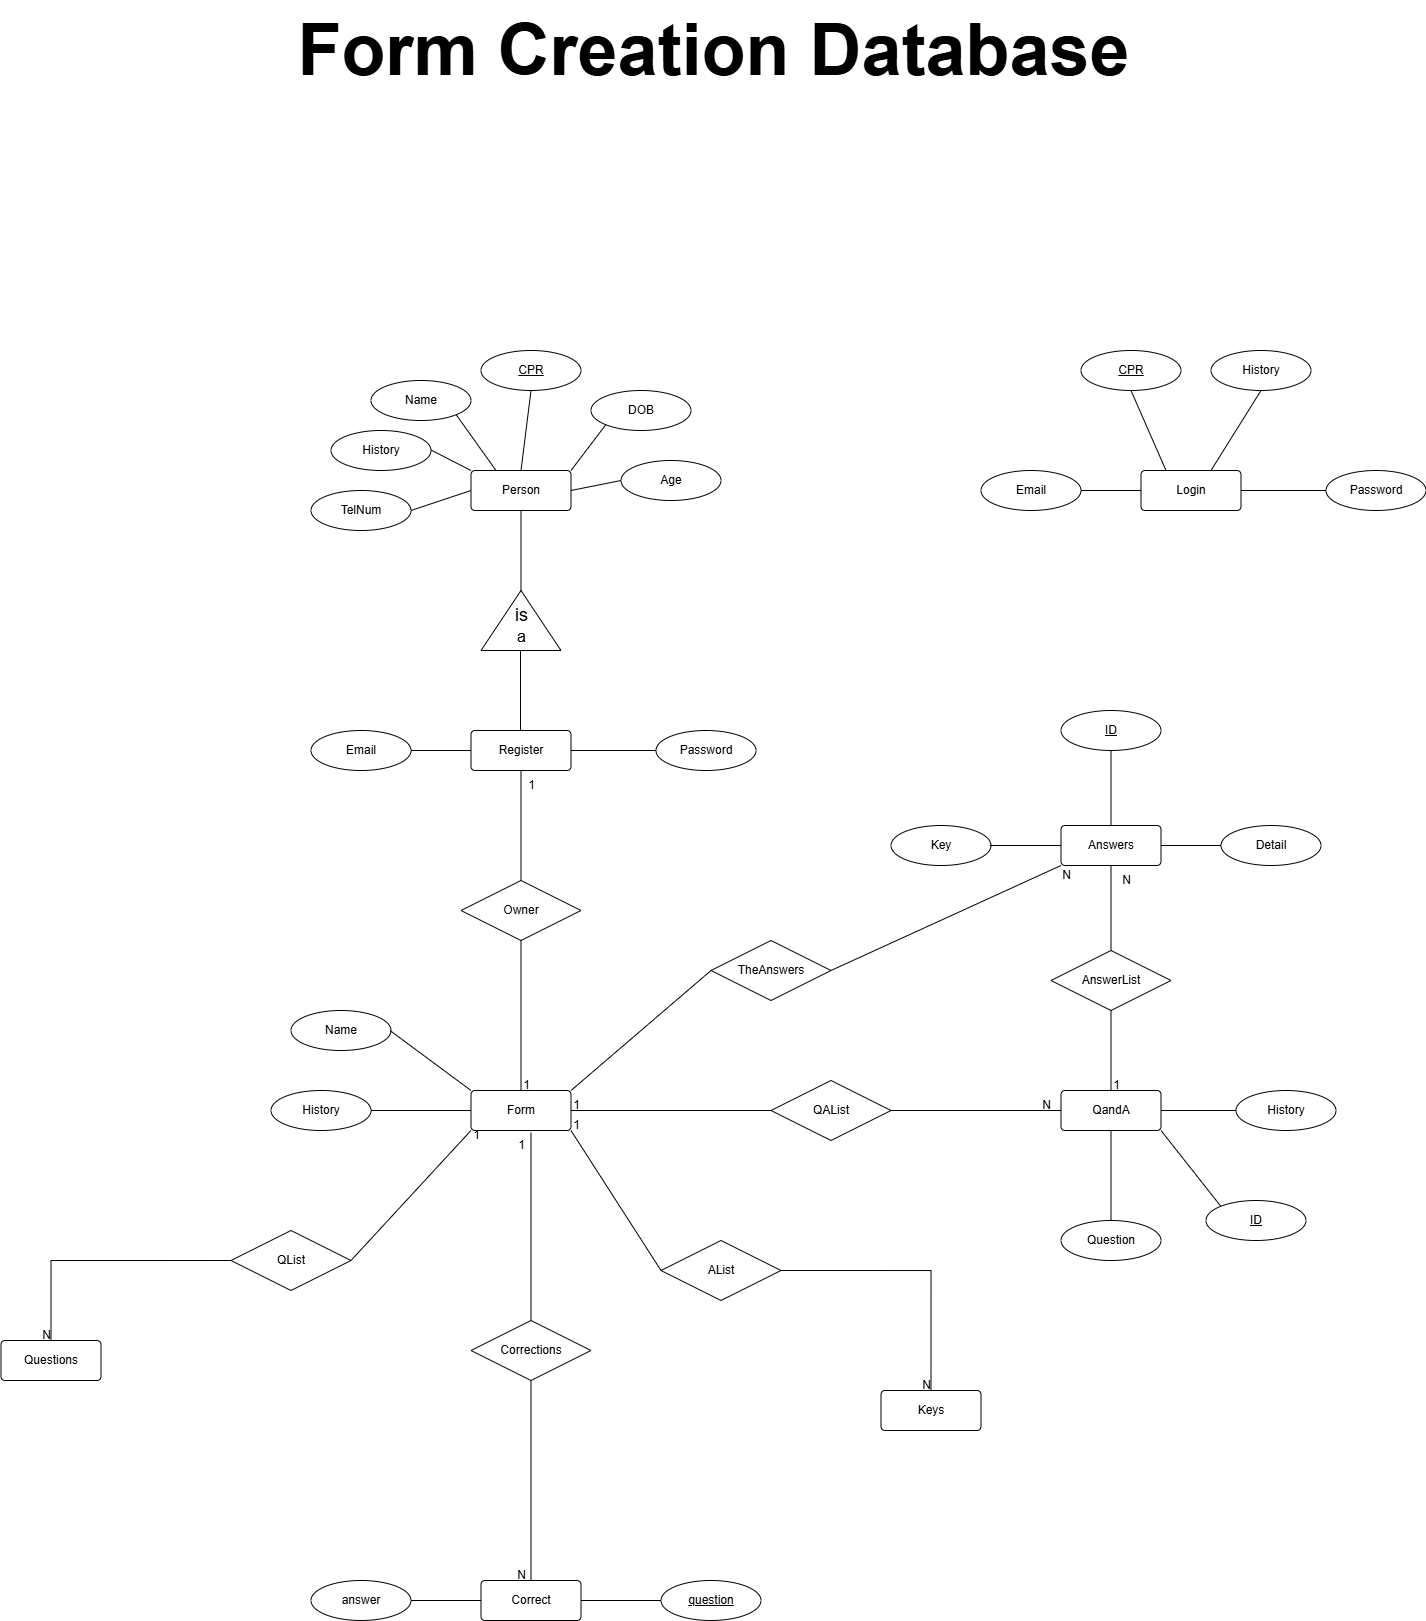 Form Creation Database
CPR
CPR
History
Name
DOB
History
Age
TelNum
Person
Email
Login
Password
is
a
ID
Email
Register
Password
1
Key
Answers
Detail
N
N
Owner
TheAnswers
AnswerList
Name
1
1
History
Form
1
QAList
N
QandA
History
1
1
1
ID
Question
QList
AList
N
Questions
Corrections
N
Keys
N
answer
Correct
question